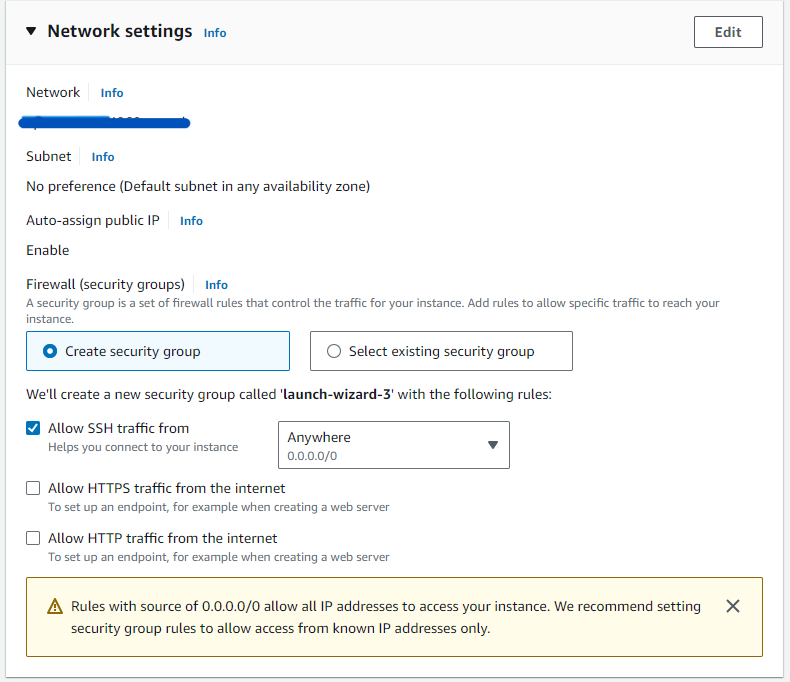 Network settings Info Edit
Network Info
Subnet Info
No preference (Default subnet in any availability zone)
Auto-assign public IP Info
Enable
Firewall (security groups) Info
A security group is a set of firewall rules that control the traffic for your instance. Add rules to allow specific traffic to reach your
instance.
Create security group Select existing security group
We'll create a new security group called 'launch-wizard-3' with the following rules:
Allow SSH traffic from
Helps you connect to your instance
Anywhere
0.0.0.0/0
Allow HTTPS traffic from the internet
To set up an endpoint, for example when creating a web server
Allow HTTP traffic from the internet
To set up an endpoint, for example when creating a web server
Rules with source of 0.0.0.0/0 allow all IP addresses to access your instance. We recommend setting
security group rules to allow access from known IP addresses only.